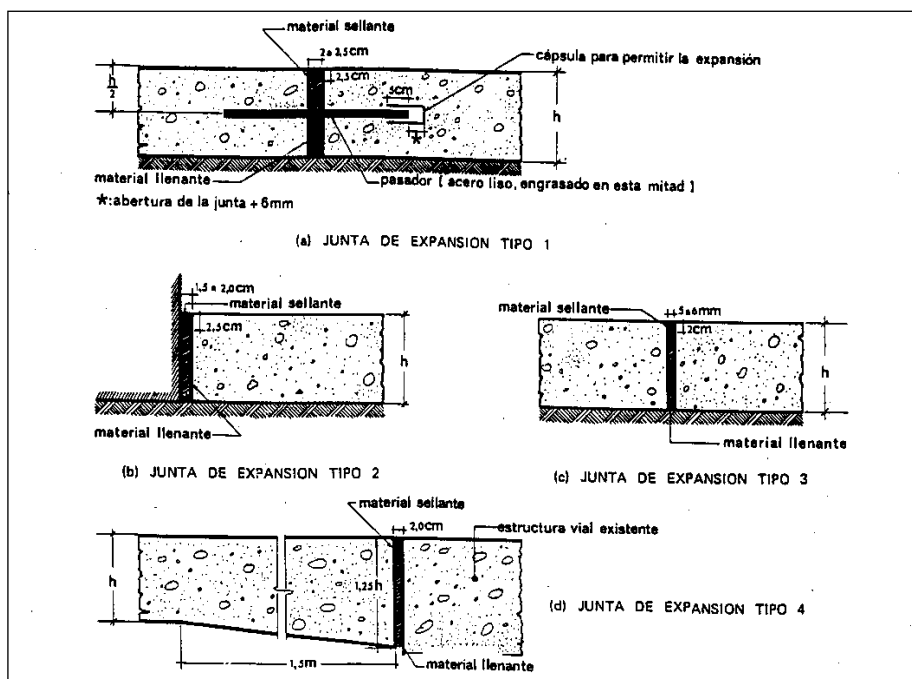 material sellante
2 a 2,5cm
cápsula para permitir la expansión
2,5cm
h
2
5cm
h
*
material llenante
pasador [acero liso, engrasado en esta mitad]
*:abertura de la junta + 6mm
(a) JUNTA DE EXPANSION TIPO 1
1,5 a 2,0cm
material sellante
2,5cm
h
material llenante
(b) JUNTA DE EXPANSION TIPO 2
material sellante
5 a 6mm
2cm
h
material llenante
(c) JUNTA DE EXPANSION TIPO 3
material sellante
2,0cm
estructura vial existente
h
1,25h
(d) JUNTA DE EXPANSION TIPO 4
1,5m
material llenante